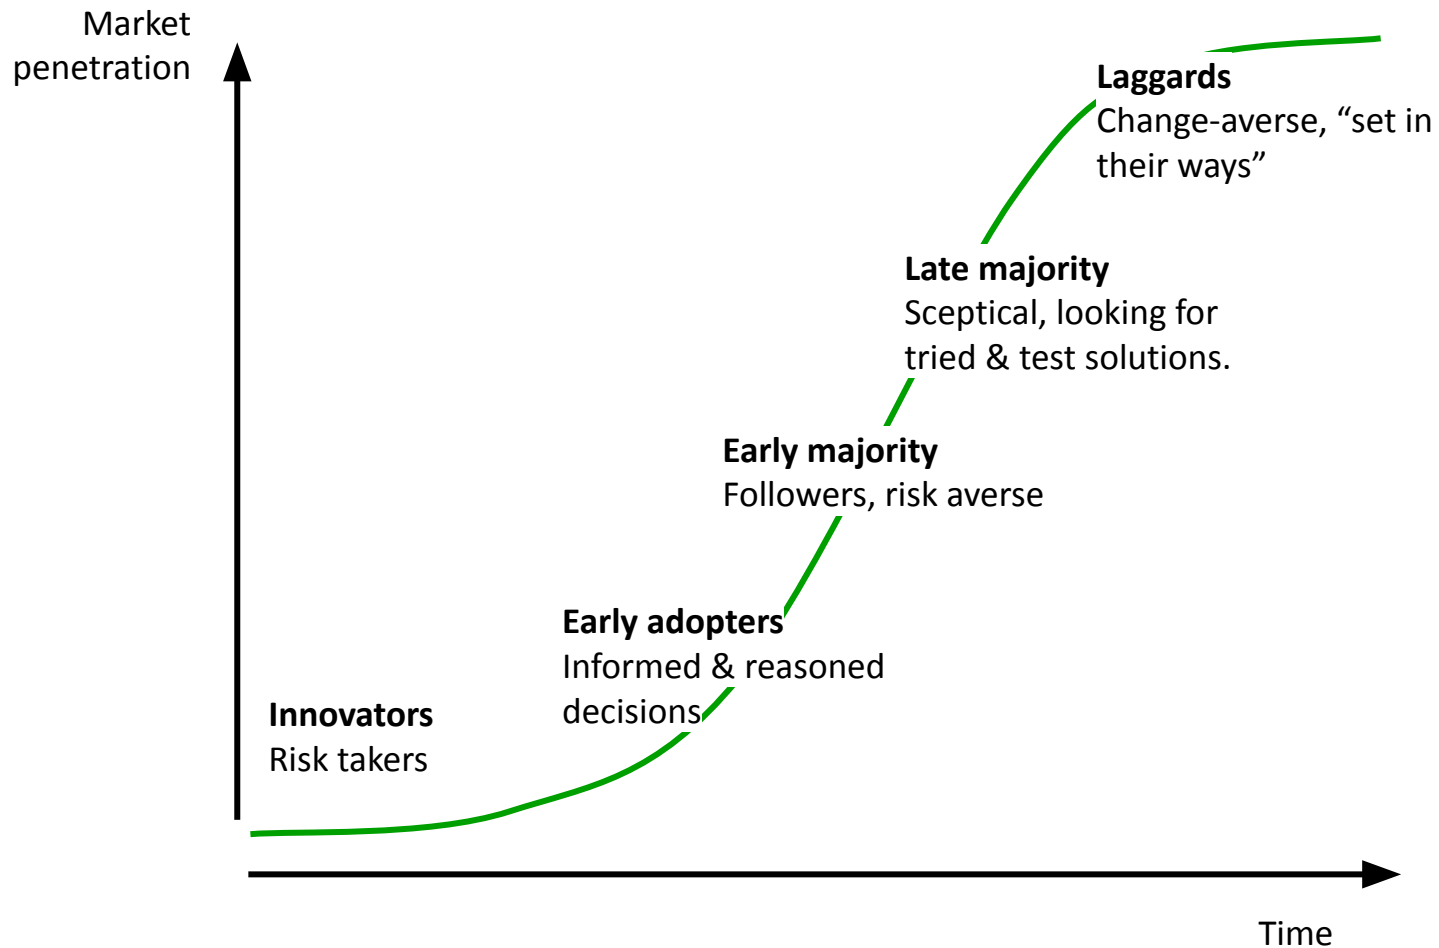 Market
penetration
Laggards
Change-averse, “set in
their ways”
Late majority
Sceptical, looking for
tried & test solutions.
Early majority
Followers, risk averse
Early adopters
Informed & reasoned
decisions
Innovators
Risk takers
Time